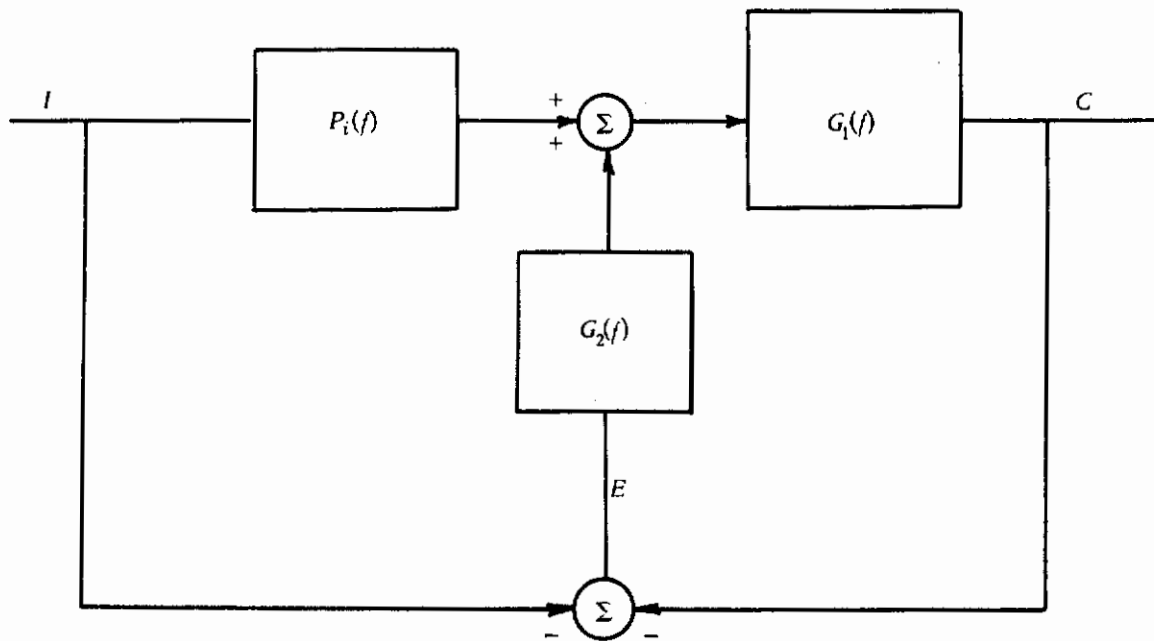 I
P_i(f)
+
+
Σ
G_1(f)
C
G_2(f)
E
Σ
−
−